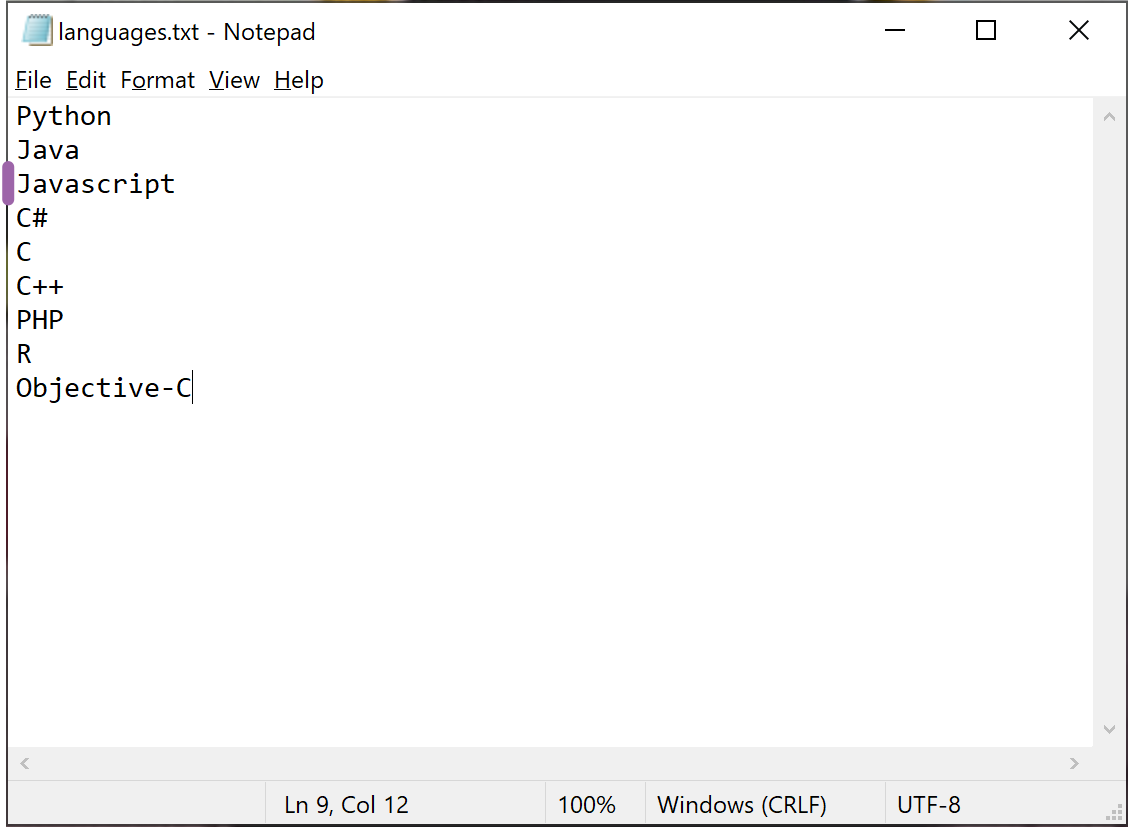 languages.txt - Notepad
File Edit Format View Help
Python
Java
Javascript
C#
C
C++
PHP
R
Objective-C
Ln 9, Col 12 100% Windows (CRLF) UTF-8